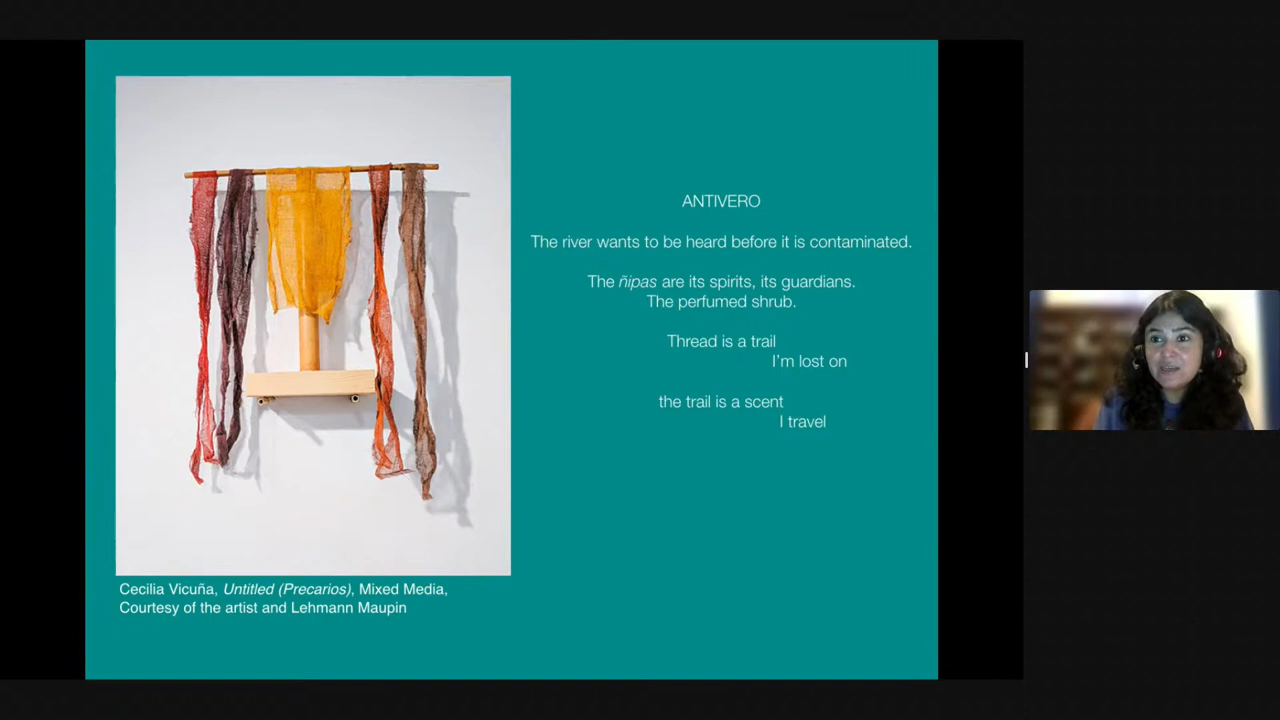 ANTIVERO
The river wants to be heard before it is contaminated.
The ñipas are its spirits, its guardians.
The perfumed shrub.
Thread is a trail
I'm lost on
the trail is a scent
I travel
Cecilia Vicuña, Untitled (Precarios), Mixed Media,
Courtesy of the artist and Lehmann Maupin